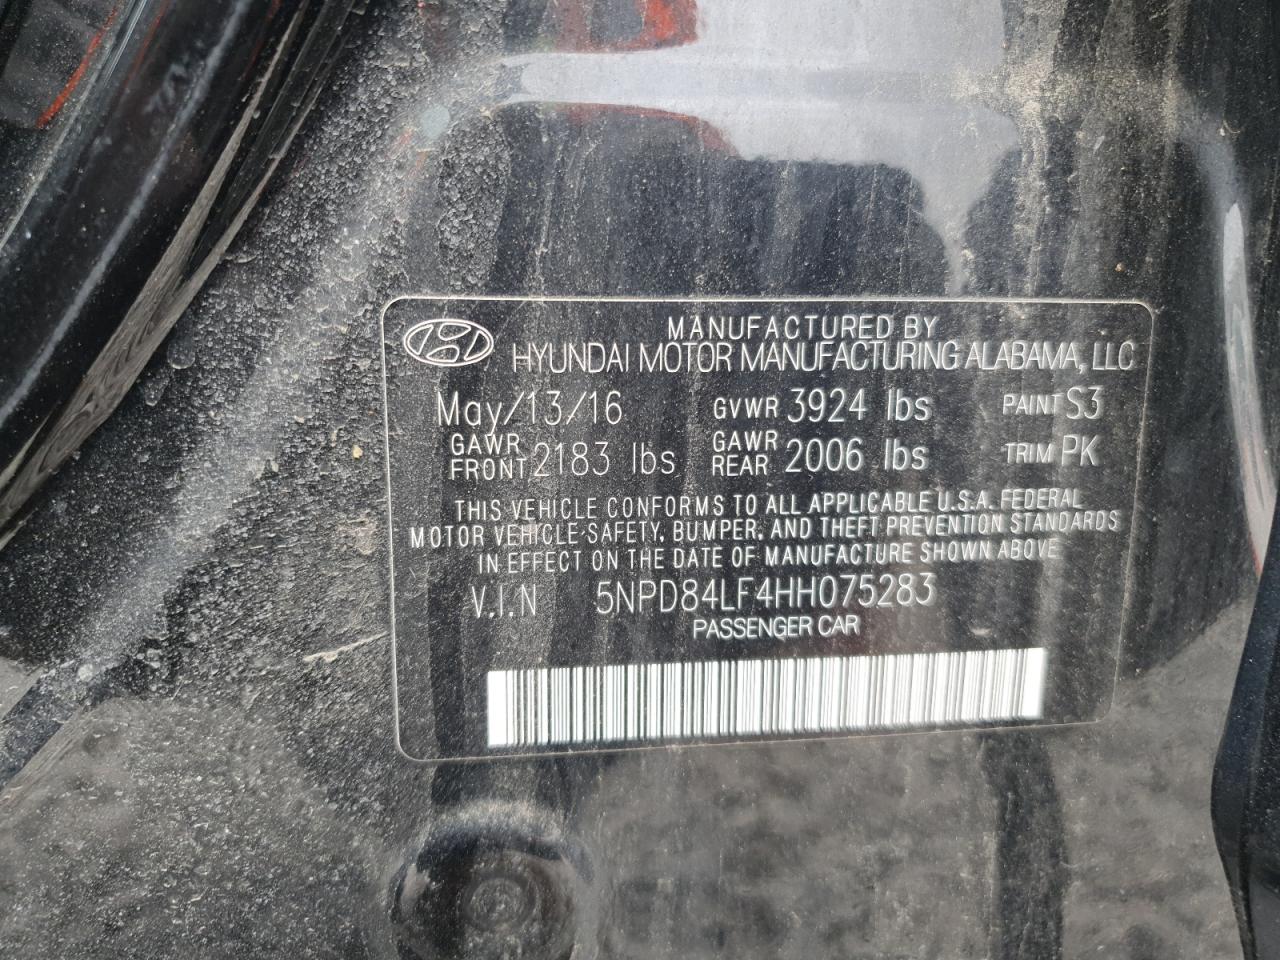 MANUFACTURED BY
HYUNDAI MOTOR MANUFACTURING ALABAMA, LLC
May/13/16 GVWR 3924 lbs PAINT S3
GAWR FRONT 2183 lbs GAWR REAR 2006 lbs TRIM PK
THIS VEHICLE CONFORMS TO ALL APPLICABLE U.S.A. FEDERAL
MOTOR VEHICLE SAFETY, BUMPER, AND THEFT PREVENTION STANDARDS
IN EFFECT ON THE DATE OF MANUFACTURE SHOWN ABOVE
V.I.N 5NPD84LF4HH075283
PASSENGER CAR